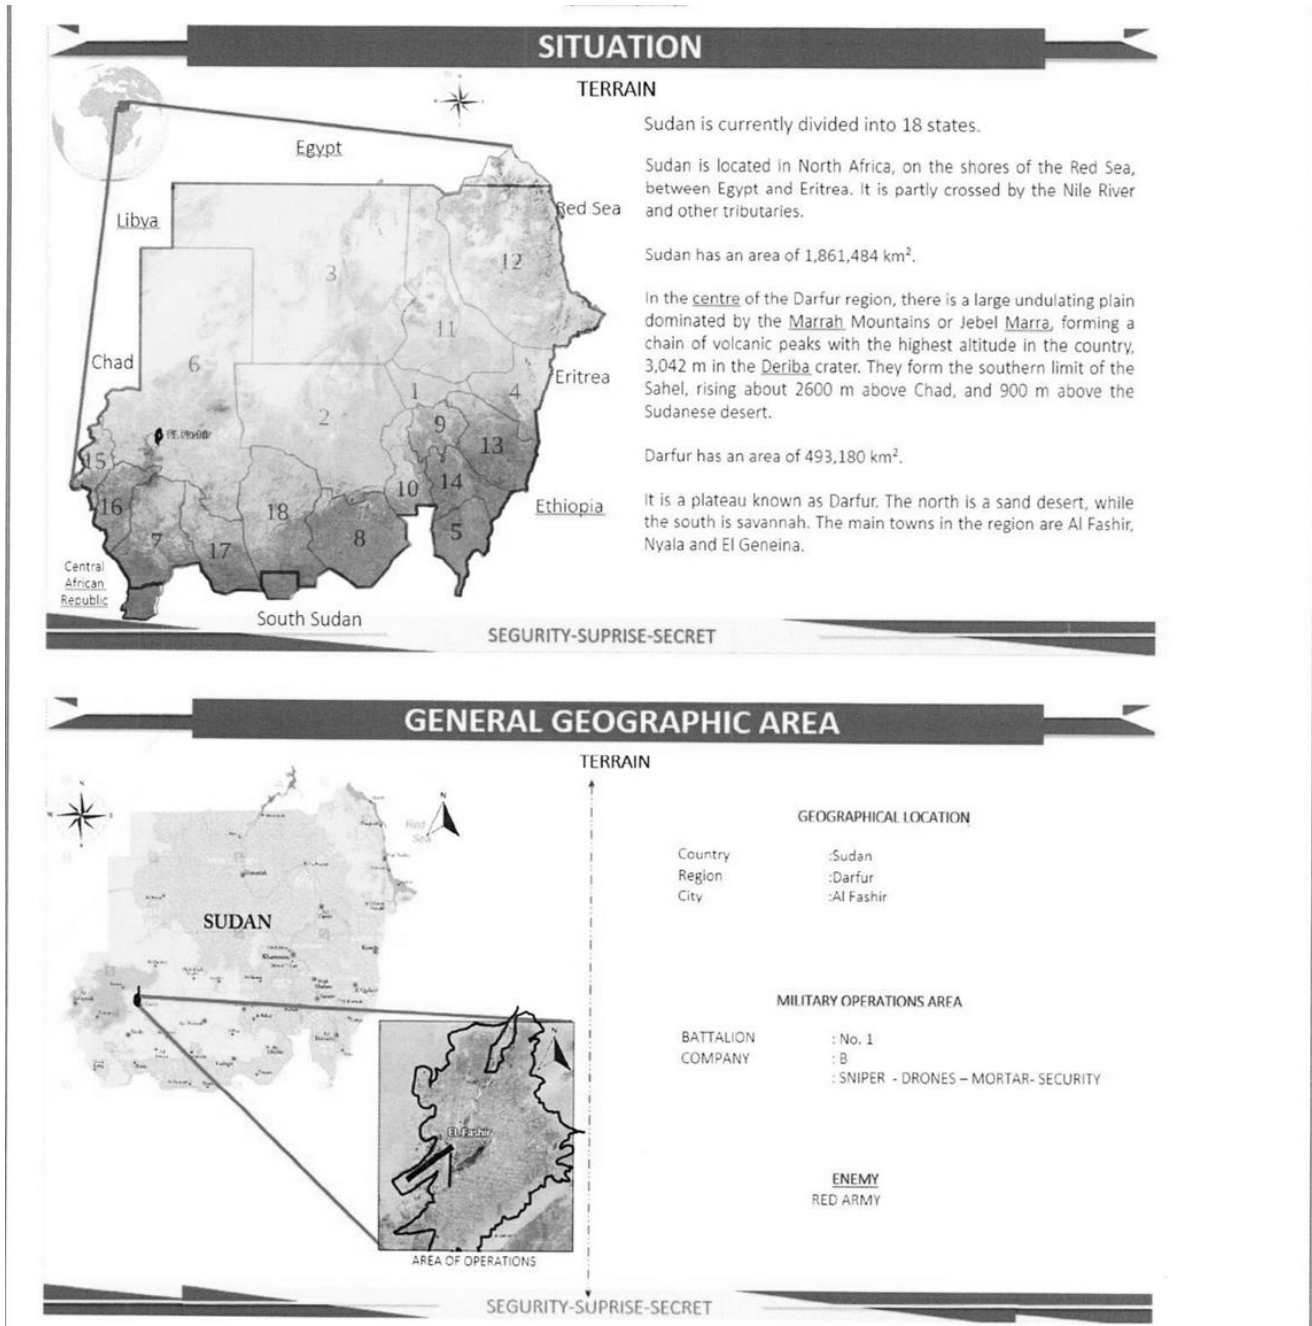 SITUATION
TERRAIN
Sudan is currently divided into 18 states.
Sudan is located in North Africa, on the shores of the Red Sea,
between Egypt and Eritrea. It is partly crossed by the Nile River
and other tributaries.
Sudan has an area of 1,861,484 km².
In the centre of the Darfur region, there is a large undulating plain
dominated by the Marrah Mountains or Jebel Marra, forming a
chain of volcanic peaks with the highest altitude in the country,
3,042 m in the Deriba crater. They form the southern limit of the
Sahel, rising about 2600 m above Chad, and 900 m above the
Sudanese desert.
Darfur has an area of 493,180 km².
It is a plateau known as Darfur. The north is a sand desert, while
the south is savannah. The main towns in the region are Al Fashir,
Nyala and El Geneina.
Egypt
Libya
Red Sea
12
3
11
Chad
6
Eritrea
1
4
2
9
EL Fashir
13
15
14
10
16
18
Ethiopia
7
17
8
5
Central
African
Republic
South Sudan
SEGURITY-SUPRISE-SECRET
GENERAL GEOGRAPHIC AREA
TERRAIN
N
Red
Sea
SUDAN
N
EL Fashir
AREA OF OPERATIONS
GEOGRAPHICAL LOCATION
Country :Sudan
Region :Darfur
City :Al Fashir
MILITARY OPERATIONS AREA
BATTALION : No. 1
COMPANY : B
: SNIPER - DRONES – MORTAR- SECURITY
ENEMY
RED ARMY
SEGURITY-SUPRISE-SECRET